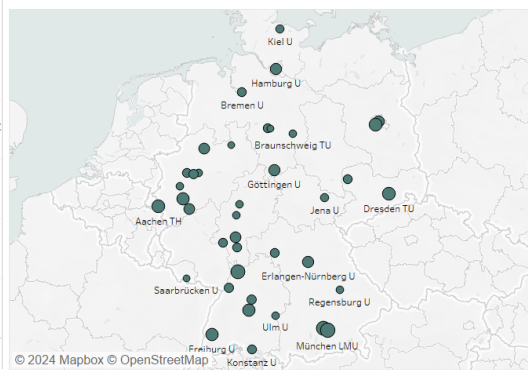 Kiel U
Hamburg U
Bremen U
Braunschweig TU
Göttingen U
Jena U
Dresden TU
Aachen TH
Erlangen-Nürnberg U
Saarbrücken U
Regensburg U
Ulm U
München LMU
Freiburg U
Konstanz U
© 2024 Mapbox © OpenStreetMap